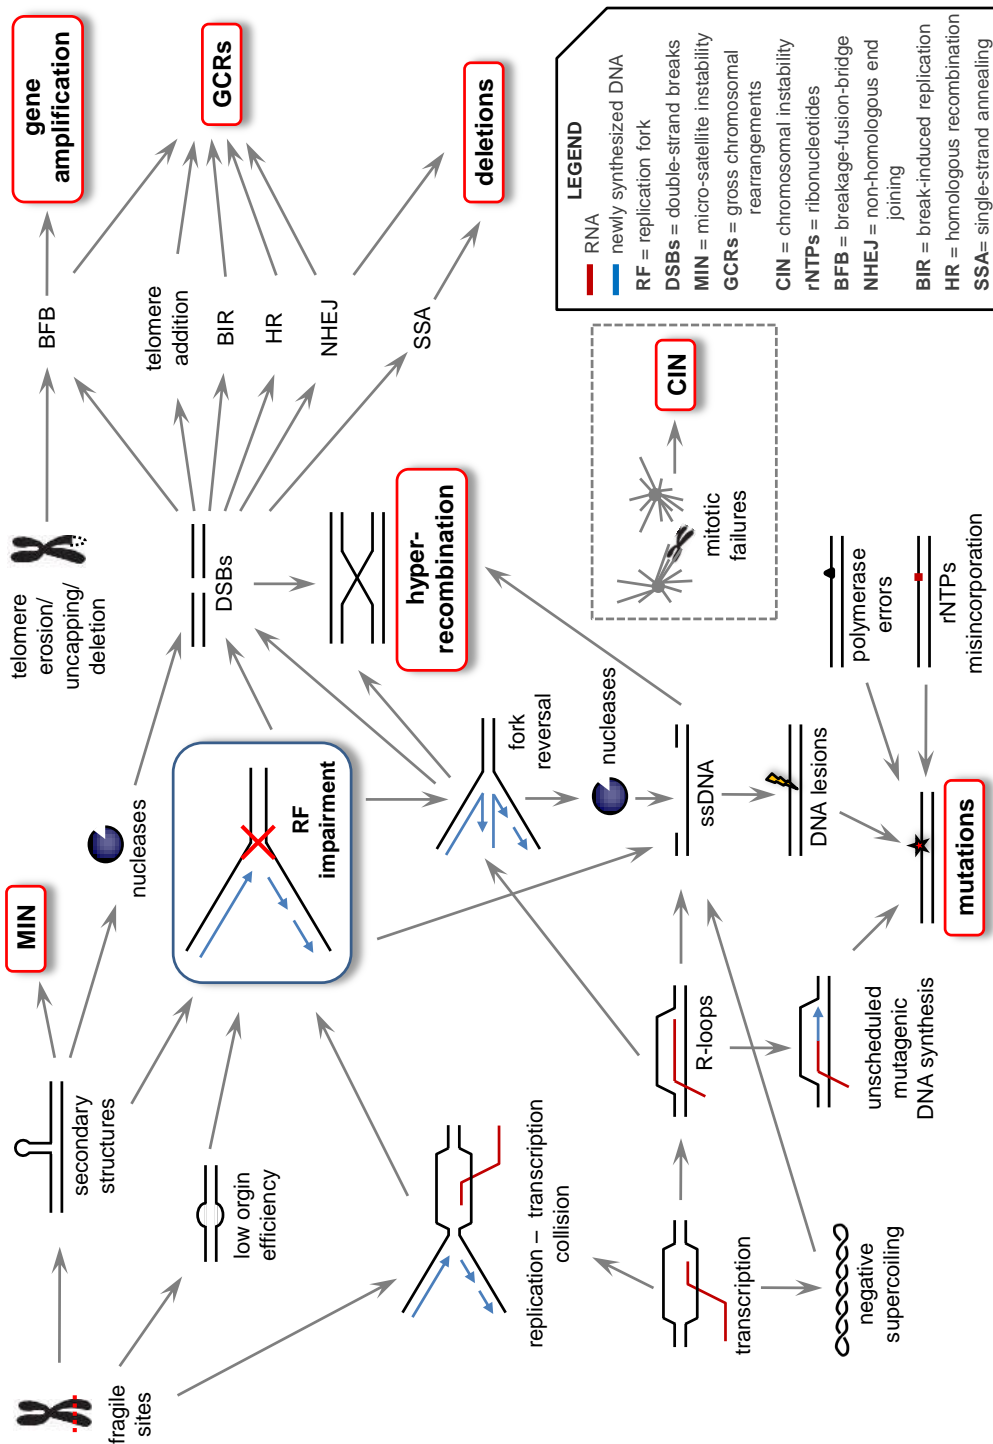 fragile
sites
secondary
structures
MIN
low orgin
efficiency
replication – transcription
collision
transcription
negative
supercoiling
R-loops
unscheduled
mutagenic
DNA synthesis
nucleases
RF
impairment
fork
reversal
nucleases
ssDNA
DNA lesions
mutations
polymerase
errors
rNTPs
misincorporation
telomere
erosion/
uncapping/
deletion
DSBs
hyper-
recombination
mitotic
failures
CIN
BFB
telomere
addition
BIR
HR
NHEJ
SSA
gene
amplification
GCRs
deletions
LEGEND
RNA
newly synthesized DNA
RF = replication fork
DSBs = double-strand breaks
MIN = micro-satellite instability
GCRs = gross chromosomal
rearrangements
CIN = chromosomal instability
rNTPs = ribonucleotides
BFB = breakage-fusion-bridge
NHEJ = non-homologous end
joining
BIR = break-induced replication
HR = homologous recombination
SSA= single-strand annealing